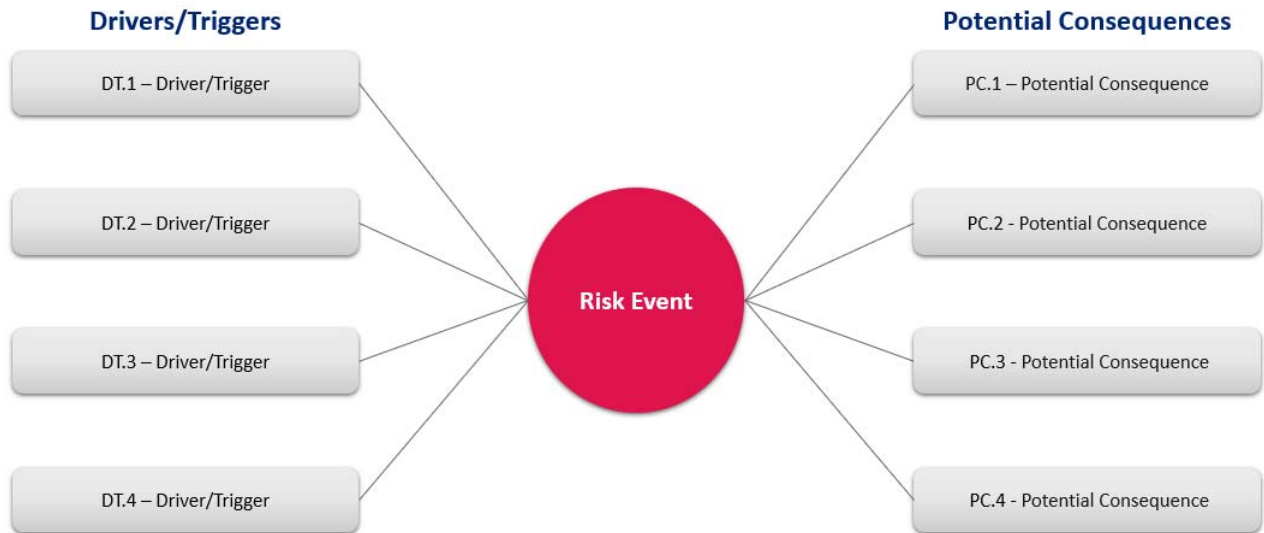 Drivers/Triggers
Potential Consequences
DT.1 – Driver/Trigger
PC.1 – Potential Consequence
DT.2 – Driver/Trigger
PC.2 - Potential Consequence
Risk Event
DT.3 – Driver/Trigger
PC.3 - Potential Consequence
DT.4 – Driver/Trigger
PC.4 - Potential Consequence